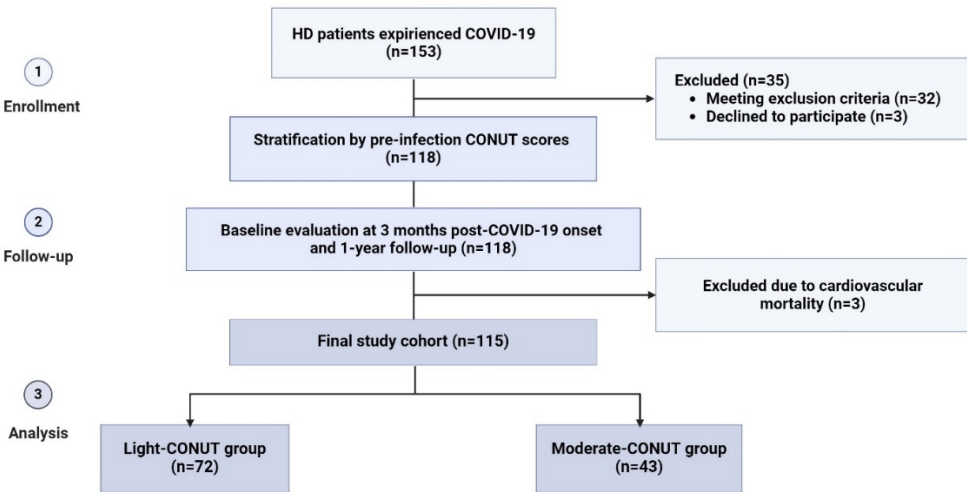 HD patients expirienced COVID-19
(n=153)
1
Enrollment
Excluded (n=35)
• Meeting exclusion criteria (n=32)
• Declined to participate (n=3)
Stratification by pre-infection CONUT scores
(n=118)
2
Follow-up
Baseline evaluation at 3 months post-COVID-19 onset
and 1-year follow-up (n=118)
Excluded due to cardiovascular
mortality (n=3)
Final study cohort (n=115)
3
Analysis
Light-CONUT group
(n=72)
Moderate-CONUT group
(n=43)